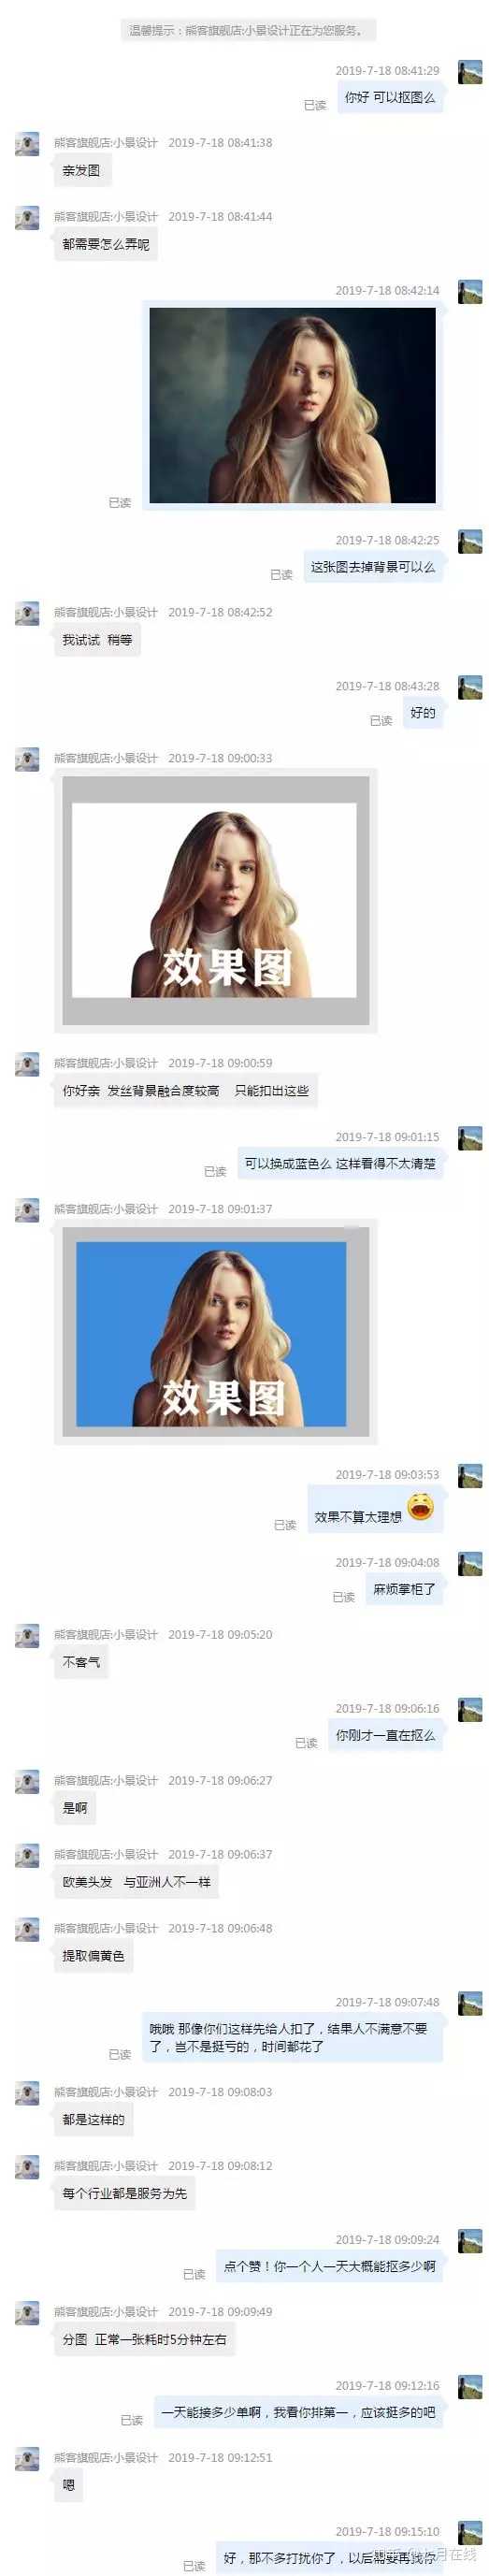 温馨提示：熊客旗舰店:小景设计正在为您服务。
2019-7-18 08:41:29
你好 可以抠图么
已读
熊客旗舰店:小景设计 2019-7-18 08:41:38
亲发图
熊客旗舰店:小景设计 2019-7-18 08:41:44
都需要怎么弄呢
2019-7-18 08:42:14
已读
2019-7-18 08:42:25
这张图去掉背景可以么
已读
熊客旗舰店:小景设计 2019-7-18 08:42:52
我试试 稍等
2019-7-18 08:43:28
好的
已读
熊客旗舰店:小景设计 2019-7-18 09:00:33
效果图
熊客旗舰店:小景设计 2019-7-18 09:00:59
你好亲 发丝背景融合度较高 只能扣出这些
2019-7-18 09:01:15
可以换成蓝色么 这样看得不太清楚
已读
熊客旗舰店:小景设计 2019-7-18 09:01:37
效果图
2019-7-18 09:03:53
效果不算太理想
已读
2019-7-18 09:04:08
麻烦掌柜了
已读
熊客旗舰店:小景设计 2019-7-18 09:05:20
不客气
2019-7-18 09:06:16
你刚才一直在抠么
已读
熊客旗舰店:小景设计 2019-7-18 09:06:27
是啊
熊客旗舰店:小景设计 2019-7-18 09:06:37
欧美头发 与亚洲人不一样
熊客旗舰店:小景设计 2019-7-18 09:06:48
提取偏黄色
2019-7-18 09:07:48
哦哦 那像你们这样先给人扣了，结果人不满意不要
了，岂不是挺亏的，时间都花了
已读
熊客旗舰店:小景设计 2019-7-18 09:08:03
都是这样的
熊客旗舰店:小景设计 2019-7-18 09:08:12
每个行业都是服务为先
2019-7-18 09:09:24
点个赞！你一个人一天大概能抠多少啊
已读
熊客旗舰店:小景设计 2019-7-18 09:09:49
分图 正常一张耗时5分钟左右
2019-7-18 09:12:16
一天能接多少单啊，我看你排第一，应该挺多的吧
已读
熊客旗舰店:小景设计 2019-7-18 09:12:51
嗯
2019-7-18 09:15:10
好，那不多打扰你了，以后需要再找你
已读